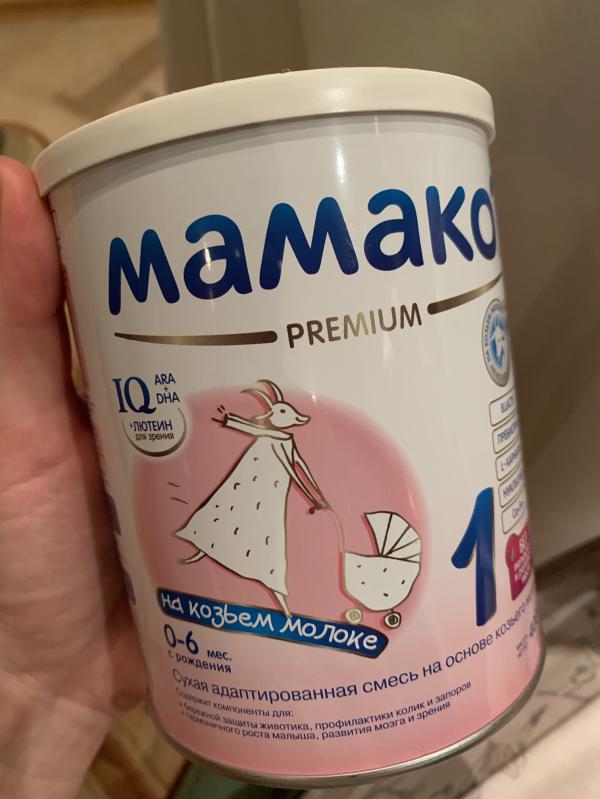 мамако
PREMIUM
IQ ARA
+
DHA
+ЛЮТЕИН
для зрения
на козьем молоке
1
0-6 мес.
с рождения
Сухая адаптированная смесь на основе козьего
Содержит компоненты для:
✓ бережной защиты животика, профилактики колик и запоров
✓ гармоничного роста малыша, развития мозга и зрения